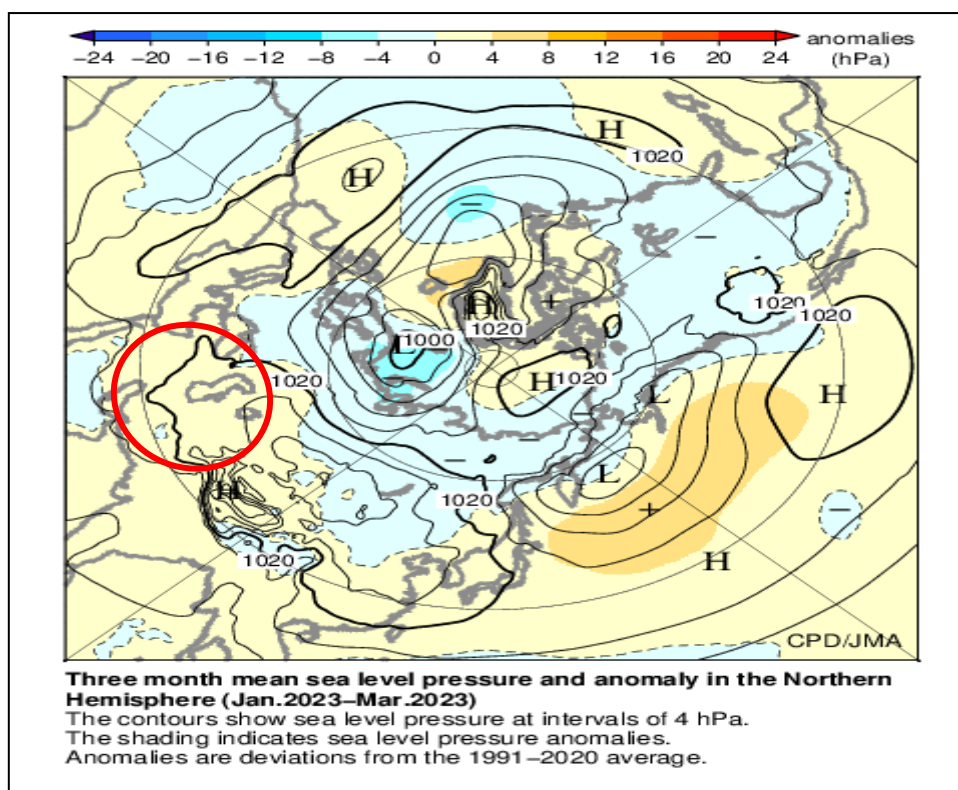 anomalies
−24 −20 −16 −12 −8 −4 0 4 8 12 16 20 24 (hPa)
H
1020
H
−
−
+
H
1020
1020
1020
L
1000
1020
H
1020
L
H
−
−
−
L
H
1020
+
−
H
1020
CPD/JMA
Three month mean sea level pressure and anomaly in the Northern
Hemisphere (Jan.2023−Mar.2023)
The contours show sea level pressure at intervals of 4 hPa.
The shading indicates sea level pressure anomalies.
Anomalies are deviations from the 1991−2020 average.